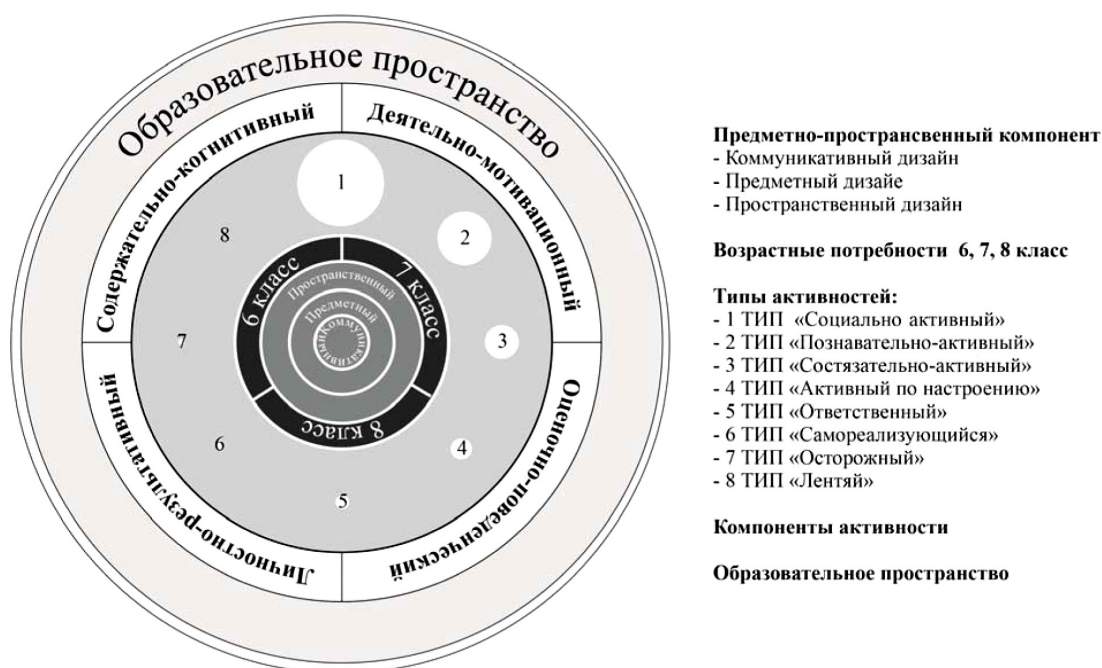 Образовательное пространство
Содержательно-когнитивный
Деятельно-мотивационный
Оценочно-поведенческий
Личностно-результативный
1
2
3
4
5
6
7
8
6 класс
7 класс
8 класс
Пространственный
Предметный
Коммуникативный
Предметно-пространсвенный компонент
- Коммуникативный дизайн
- Предметный дизайе
- Пространственный дизайн
Возрастные потребности 6, 7, 8 класс
Типы активностей:
- 1 ТИП «Социально активный»
- 2 ТИП «Познавательно-активный»
- 3 ТИП «Состязательно-активный»
- 4 ТИП «Активный по настроению»
- 5 ТИП «Ответственный»
- 6 ТИП «Самореализующийся»
- 7 ТИП «Осторожный»
- 8 ТИП «Лентяй»
Компоненты активности
Образовательное пространство